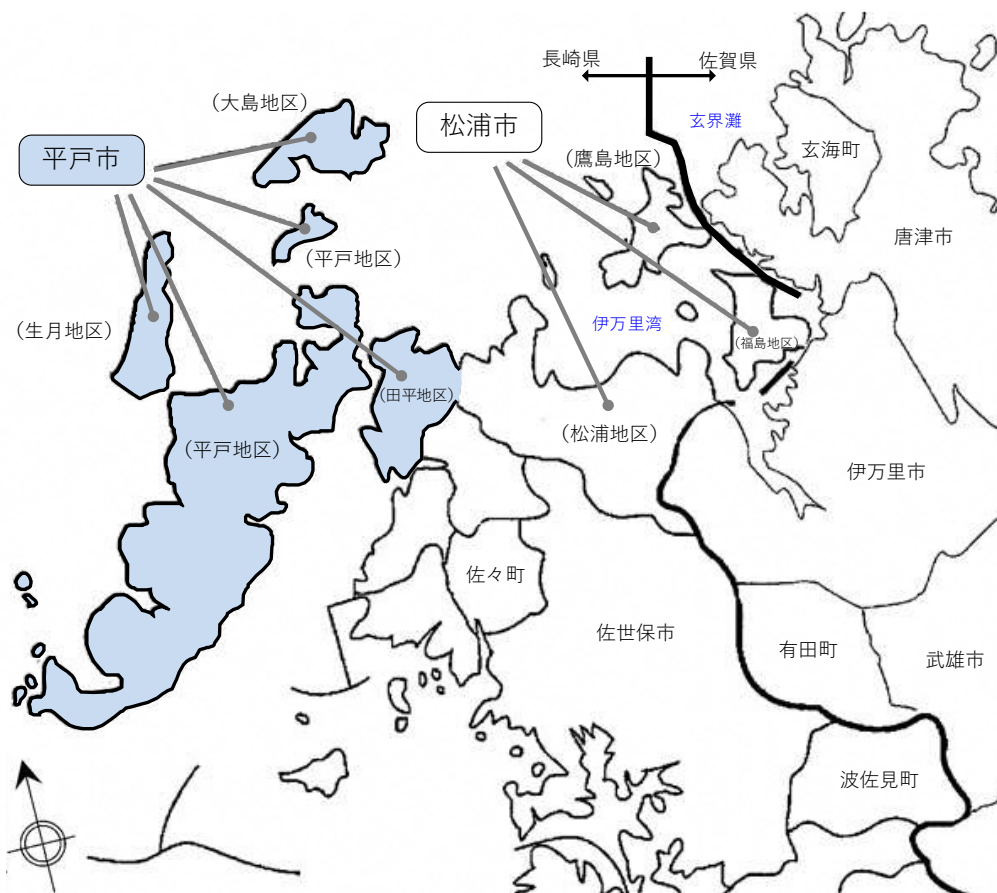 長崎県
佐賀県
(大島地区)
松浦市
玄界灘
平戸市
(鷹島地区)
玄海町
唐津市
(平戸地区)
(生月地区)
伊万里湾
(福島地区)
(田平地区)
(平戸地区)
(松浦地区)
伊万里市
佐々町
佐世保市
有田町
武雄市
波佐見町